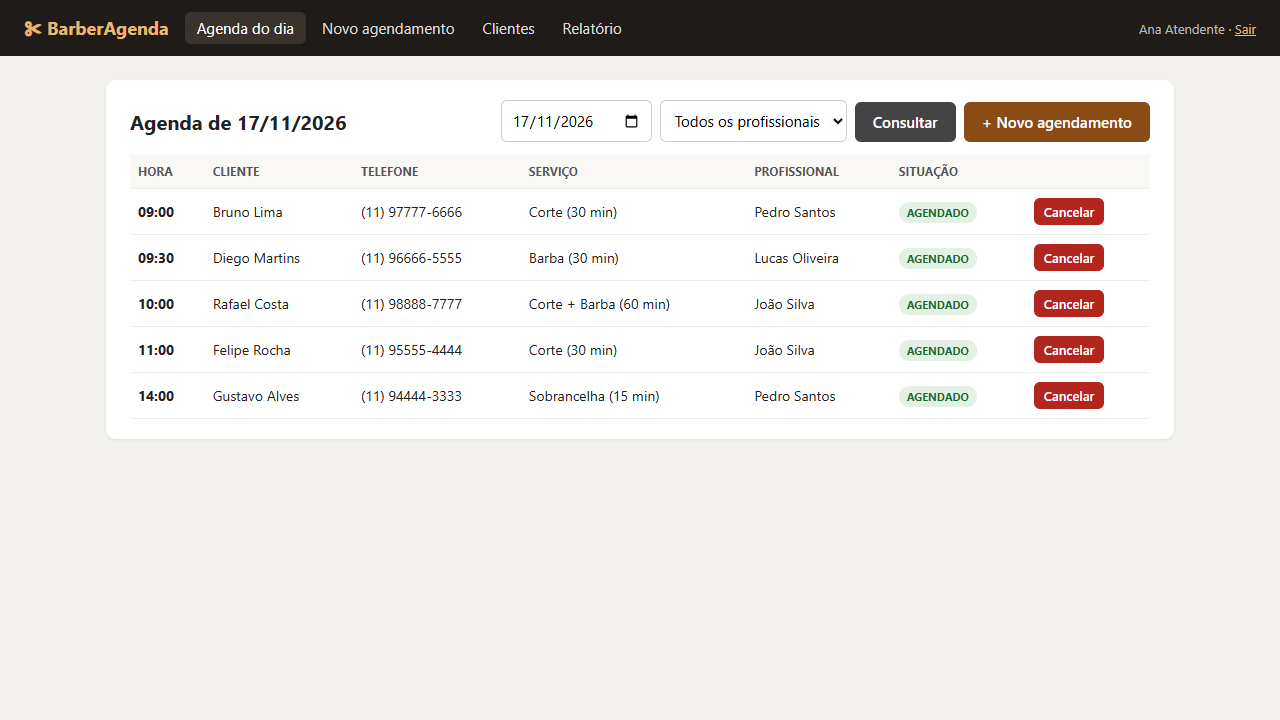 BarberAgenda Agenda do dia Novo agendamento Clientes Relatório Ana Atendente · Sair
Agenda de 17/11/2026 17/11/2026 Todos os profissionais Consultar + Novo agendamento
HORA CLIENTE TELEFONE SERVIÇO PROFISSIONAL SITUAÇÃO
09:00 Bruno Lima (11) 97777-6666 Corte (30 min) Pedro Santos AGENDADO Cancelar
09:30 Diego Martins (11) 96666-5555 Barba (30 min) Lucas Oliveira AGENDADO Cancelar
10:00 Rafael Costa (11) 98888-7777 Corte + Barba (60 min) João Silva AGENDADO Cancelar
11:00 Felipe Rocha (11) 95555-4444 Corte (30 min) João Silva AGENDADO Cancelar
14:00 Gustavo Alves (11) 94444-3333 Sobrancelha (15 min) Pedro Santos AGENDADO Cancelar